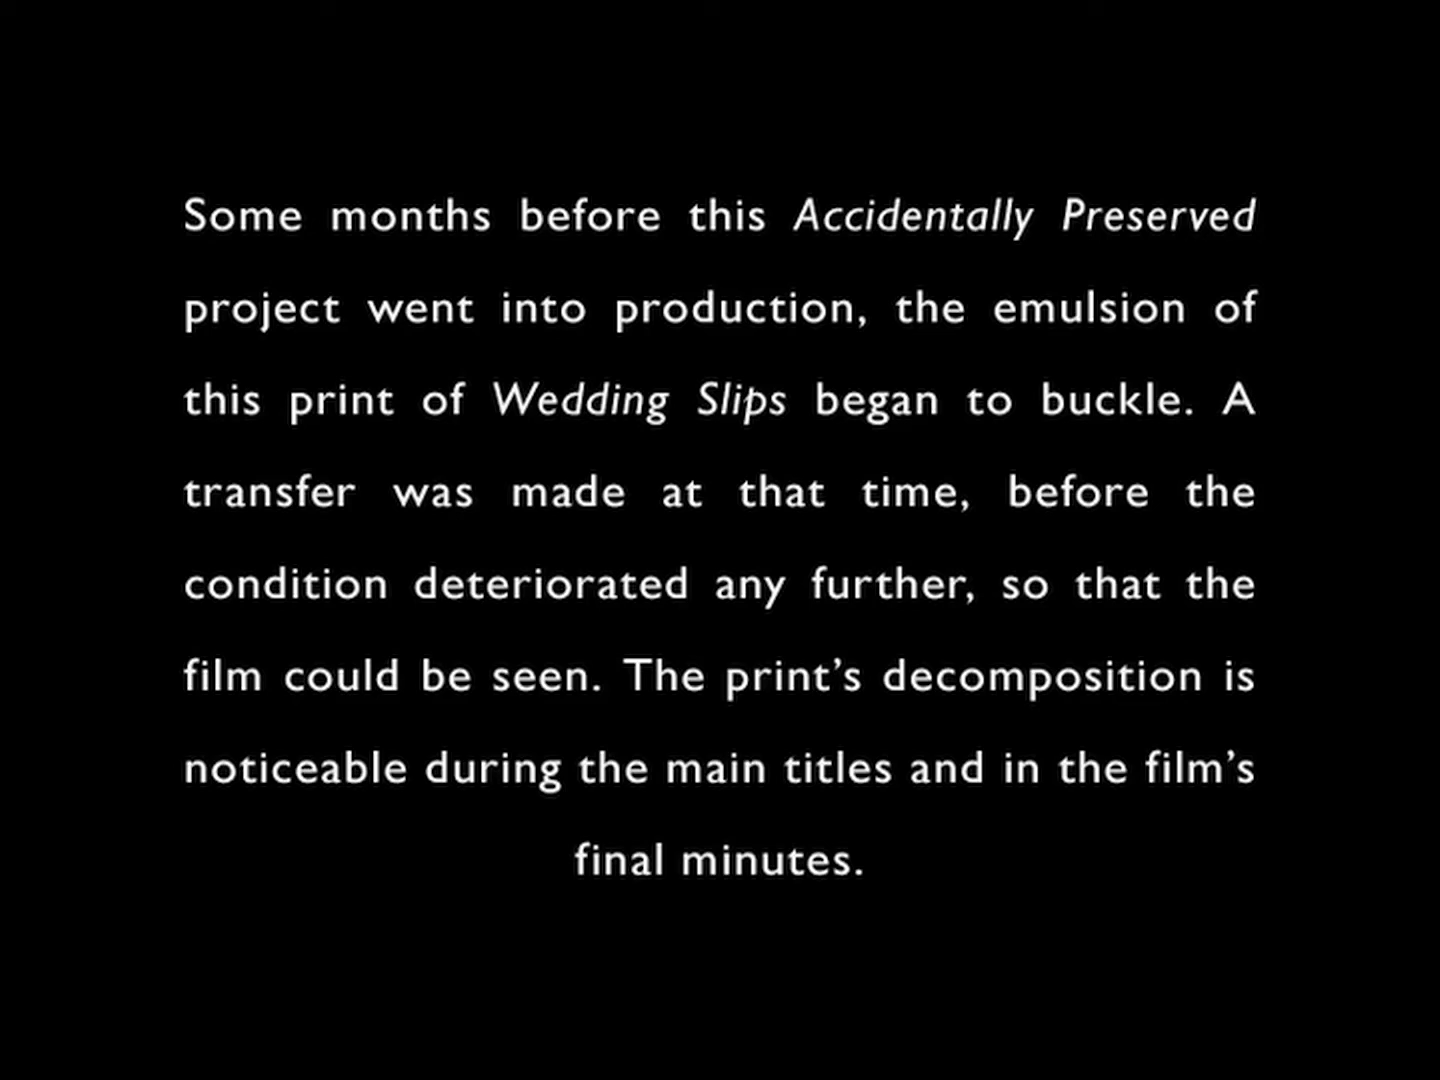 Some months before this Accidentally Preserved
project went into production, the emulsion of
this print of Wedding Slips began to buckle. A
transfer was made at that time, before the
condition deteriorated any further, so that the
film could be seen. The print’s decomposition is
noticeable during the main titles and in the film’s
final minutes.